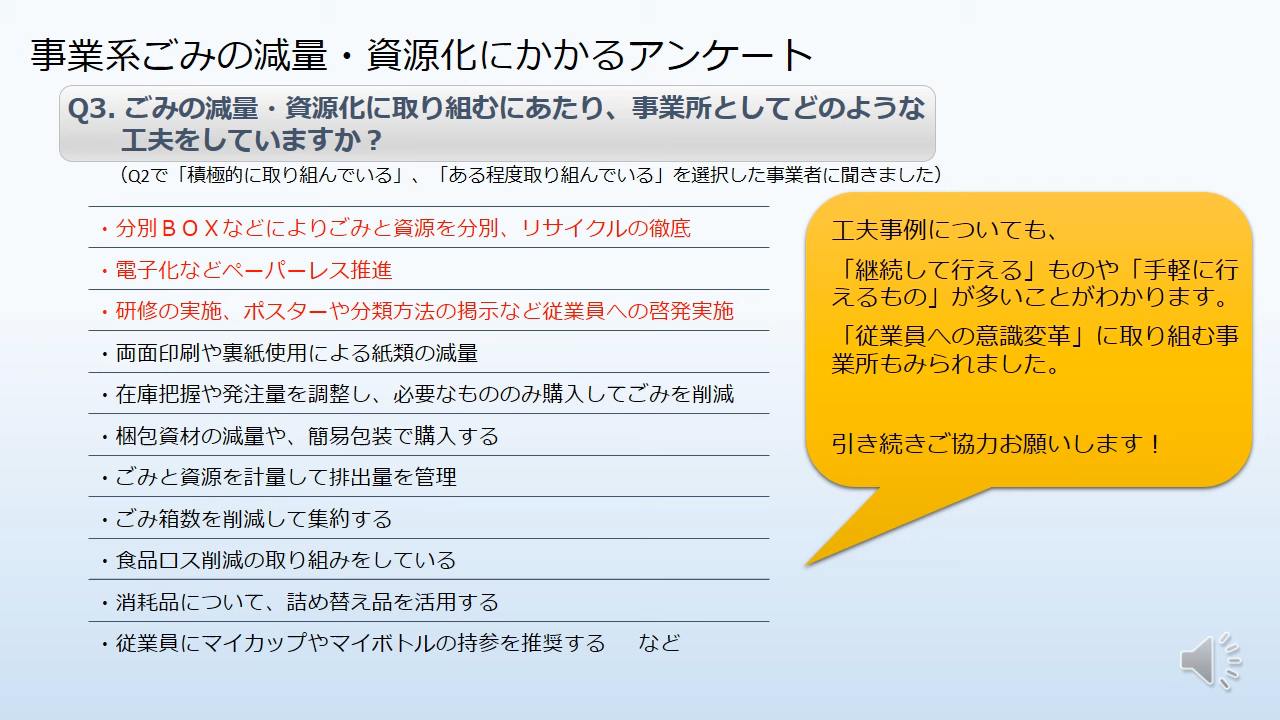 事業系ごみの減量・資源化にかかるアンケート
Q3. ごみの減量・資源化に取り組むにあたり、事業所としてどのような
工夫をしていますか？
（Q2で「積極的に取り組んでいる」、「ある程度取り組んでいる」を選択した事業者に聞きました）
・分別ＢＯＸなどによりごみと資源を分別、リサイクルの徹底
・電子化などペーパーレス推進
・研修の実施、ポスターや分類方法の掲示など従業員への啓発実施
・両面印刷や裏紙使用による紙類の減量
・在庫把握や発注量を調整し、必要なもののみ購入してごみを削減
・梱包資材の減量や、簡易包装で購入する
・ごみと資源を計量して排出量を管理
・ごみ箱数を削減して集約する
・食品ロス削減の取り組みをしている
・消耗品について、詰め替え品を活用する
・従業員にマイカップやマイボトルの持参を推奨する　など
工夫事例についても、
「継続して行える」ものや「手軽に行
えるもの」が多いことがわかります。
「従業員への意識変革」に取り組む事
業所もみられました。
引き続きご協力お願いします！